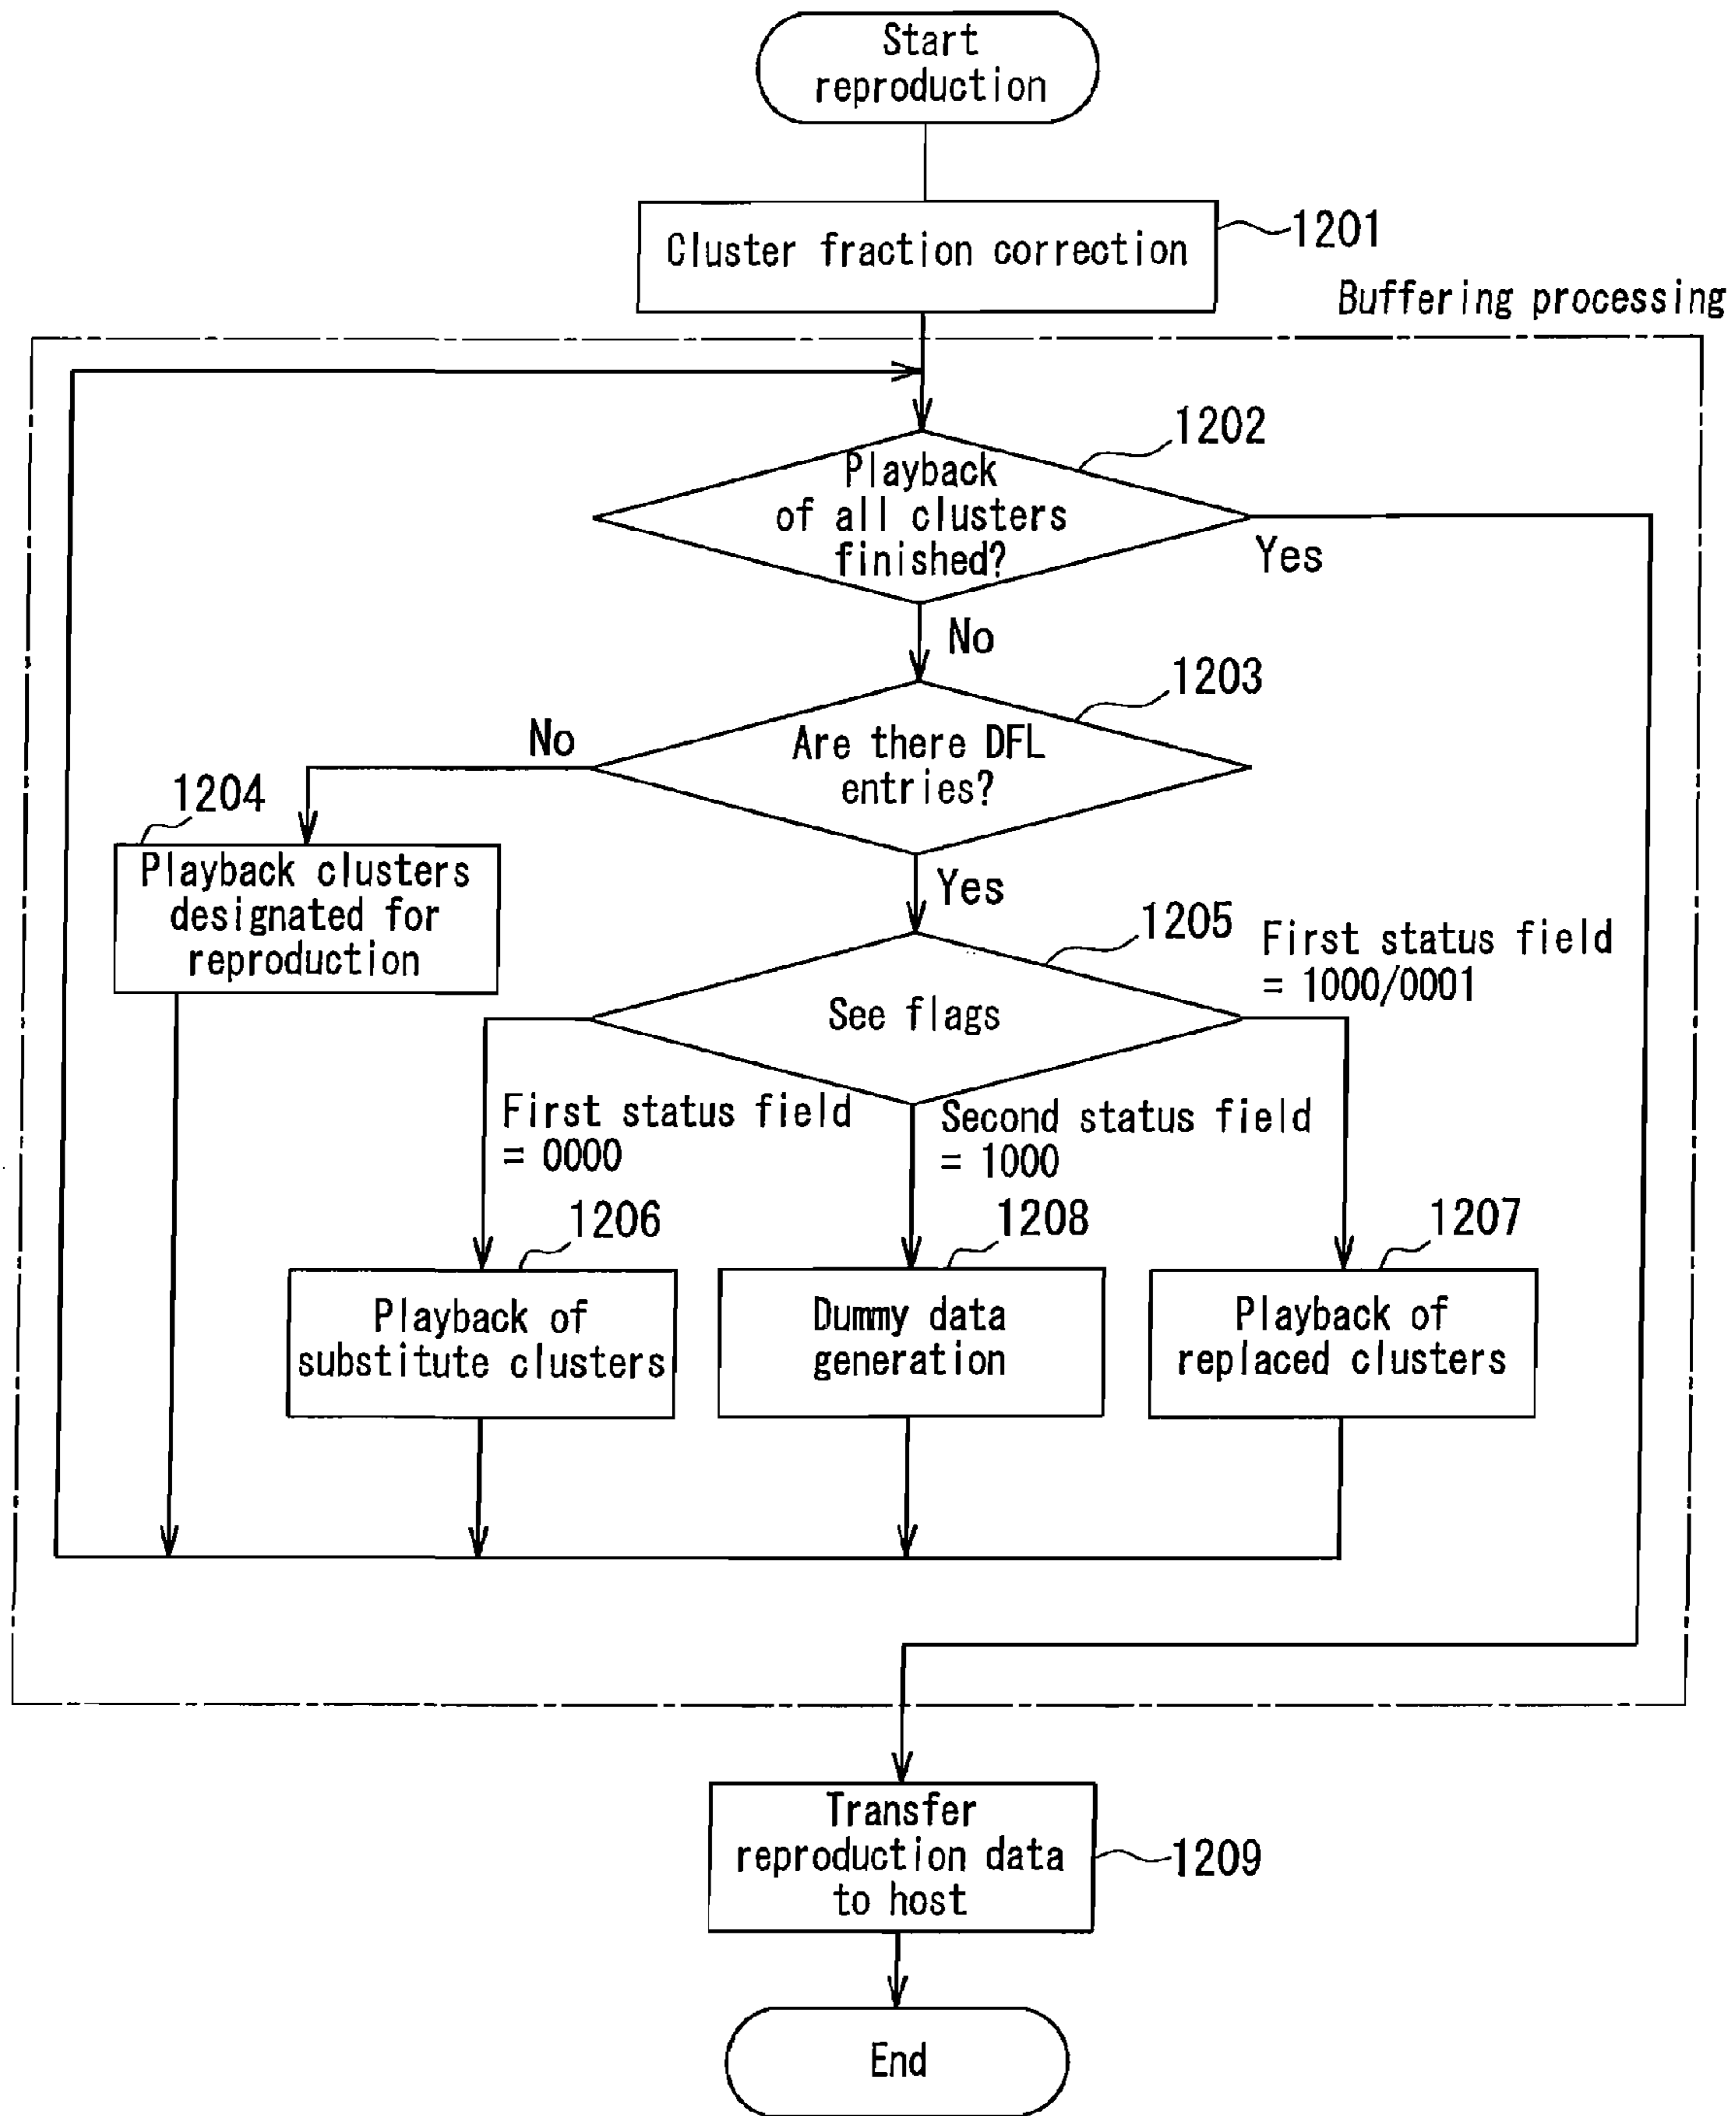 Start
reproduction
Cluster fraction correction
1201
Buffering processing
1202
Playback
of all clusters
finished?
Yes
No
1203
Are there DFL
entries?
No
1204
Playback clusters
designated for
reproduction
Yes
1205
First status field
= 1000/0001
See flags
First status field
= 0000
Second status field
= 1000
1206
1208
1207
Playback of
substitute clusters
Dummy data
generation
Playback of
replaced clusters
Transfer
reproduction data
to host
1209
End